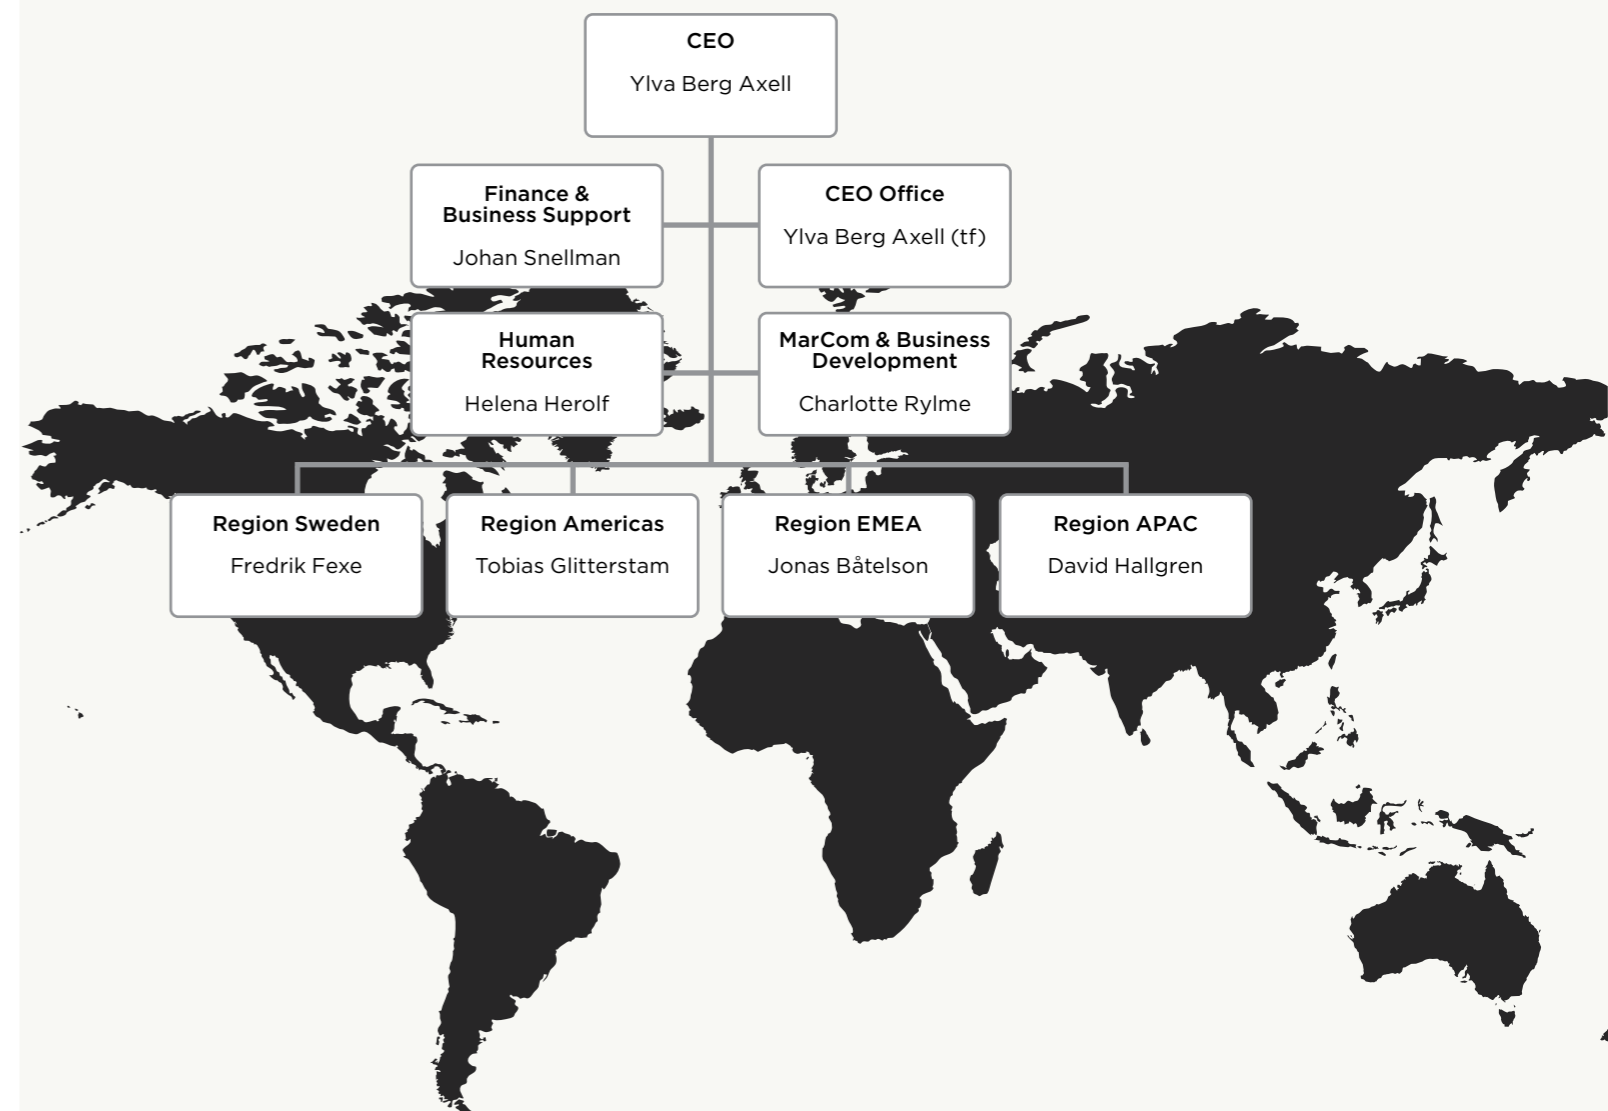 CEO
Ylva Berg Axell
Finance &
Business Support
Johan Snellman
CEO Office
Ylva Berg Axell (tf)
Human
Resources
Helena Herolf
MarCom & Business
Development
Charlotte Rylme
Region Sweden
Fredrik Fexe
Region Americas
Tobias Glitterstam
Region EMEA
Jonas Båtelson
Region APAC
David Hallgren